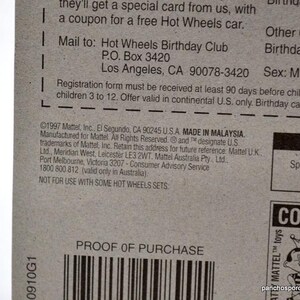 they'll get a special card from us, with
a coupon for a free Hot Wheels car.
Mail to: Hot Wheels Birthday Club
P.O. Box 3420
Los Angeles, CA 90078-3420
Registration form must be received at least 90 days before
children 3 to 12. Offer valid in continental U.S. only. Birthday
Birthday
Other
Birthday
Sex: M
©1997 Mattel, Inc., El Segundo, CA 90245 U.S.A. MADE IN MALAYSIA.
Manufactured for Mattel. All Rights Reserved. ® and ™ designate U.S.
trademarks of Mattel, Inc. Retain this address for future reference: Mattel U.K.
Ltd., Meridian West, Leicester LE3 2WT. Mattel Australia Pty., Ltd.,
Port Melbourne, Victoria 3207 - Consumer Advisory Service
1800 800 812 (valid only in Australia)
NOT FOR USE WITH SOME HOT WHEELS SETS.
PROOF OF PURCHASE
0910G1
CO
MATTEL toys
panchosporc